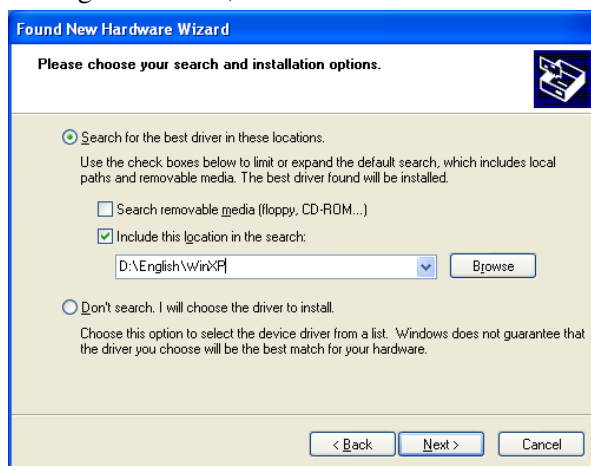 Found New Hardware Wizard
Please choose your search and installation options.
Search for the best driver in these locations.
Use the check boxes below to limit or expand the default search, which includes local
paths and removable media. The best driver found will be installed.
Search removable media (floppy, CD-ROM...)
Include this location in the search:
D:\English\WinXP
Browse
Don't search. I will choose the driver to install.
Choose this option to select the device driver from a list. Windows does not guarantee that
the driver you choose will be the best match for your hardware.
< Back
Next >
Cancel